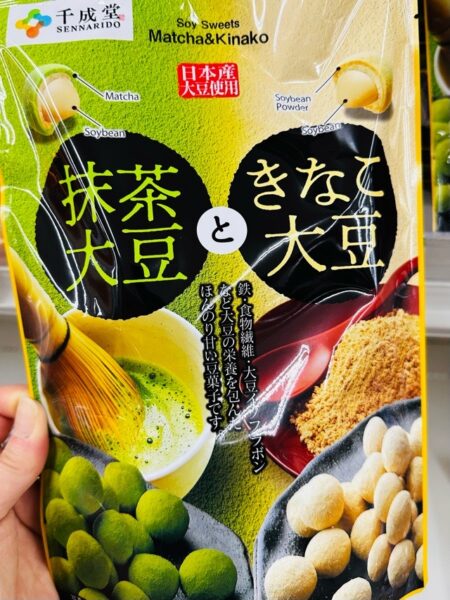 千成堂
SENNARIDO
Soy Sweets
Matcha&Kinako
日本産
大豆使用
Matcha
Soybean
Soybean
Powder
Soybean
抹茶
大豆
と
きなこ
大豆
鉄・食物繊維・大豆イソフラボン
など大豆の栄養を包んだ
ほんのり甘い豆菓子です。